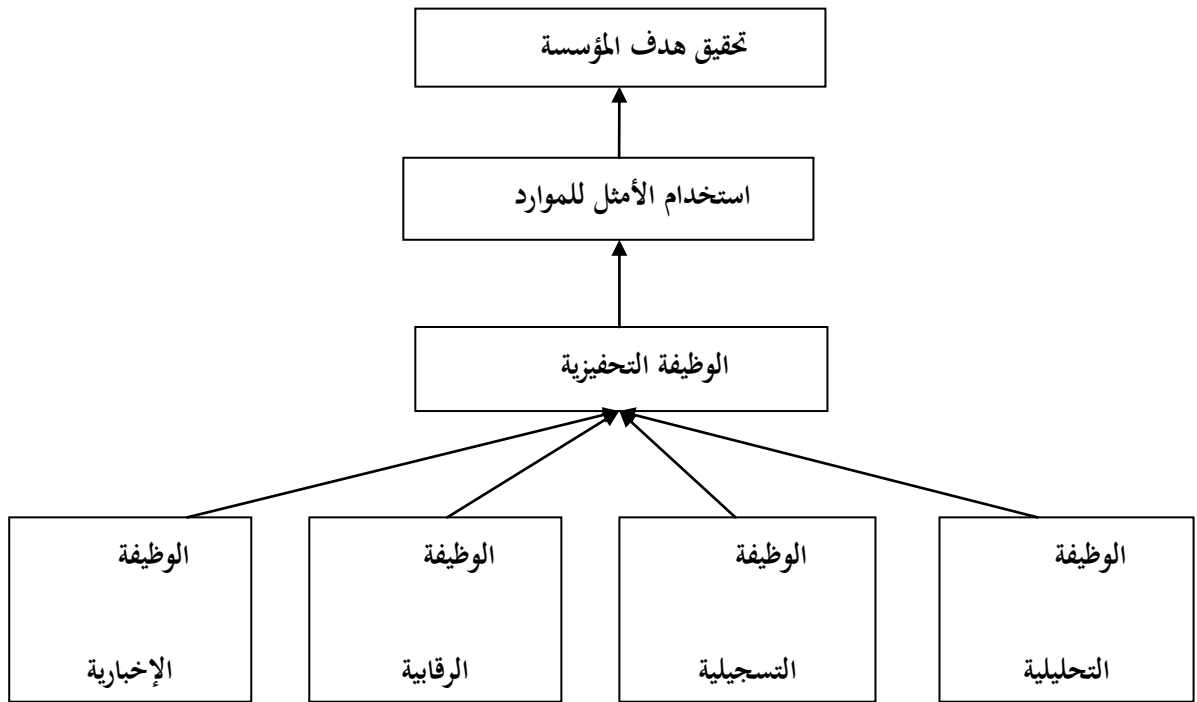 تحقيق هدف المؤسسة
استخدام الأمثل للموارد
الوظيفة التحفيزية
الوظيفة
التحليلية
الوظيفة
التسجيلية
الوظيفة
الرقابية
الوظيفة
الإخبارية